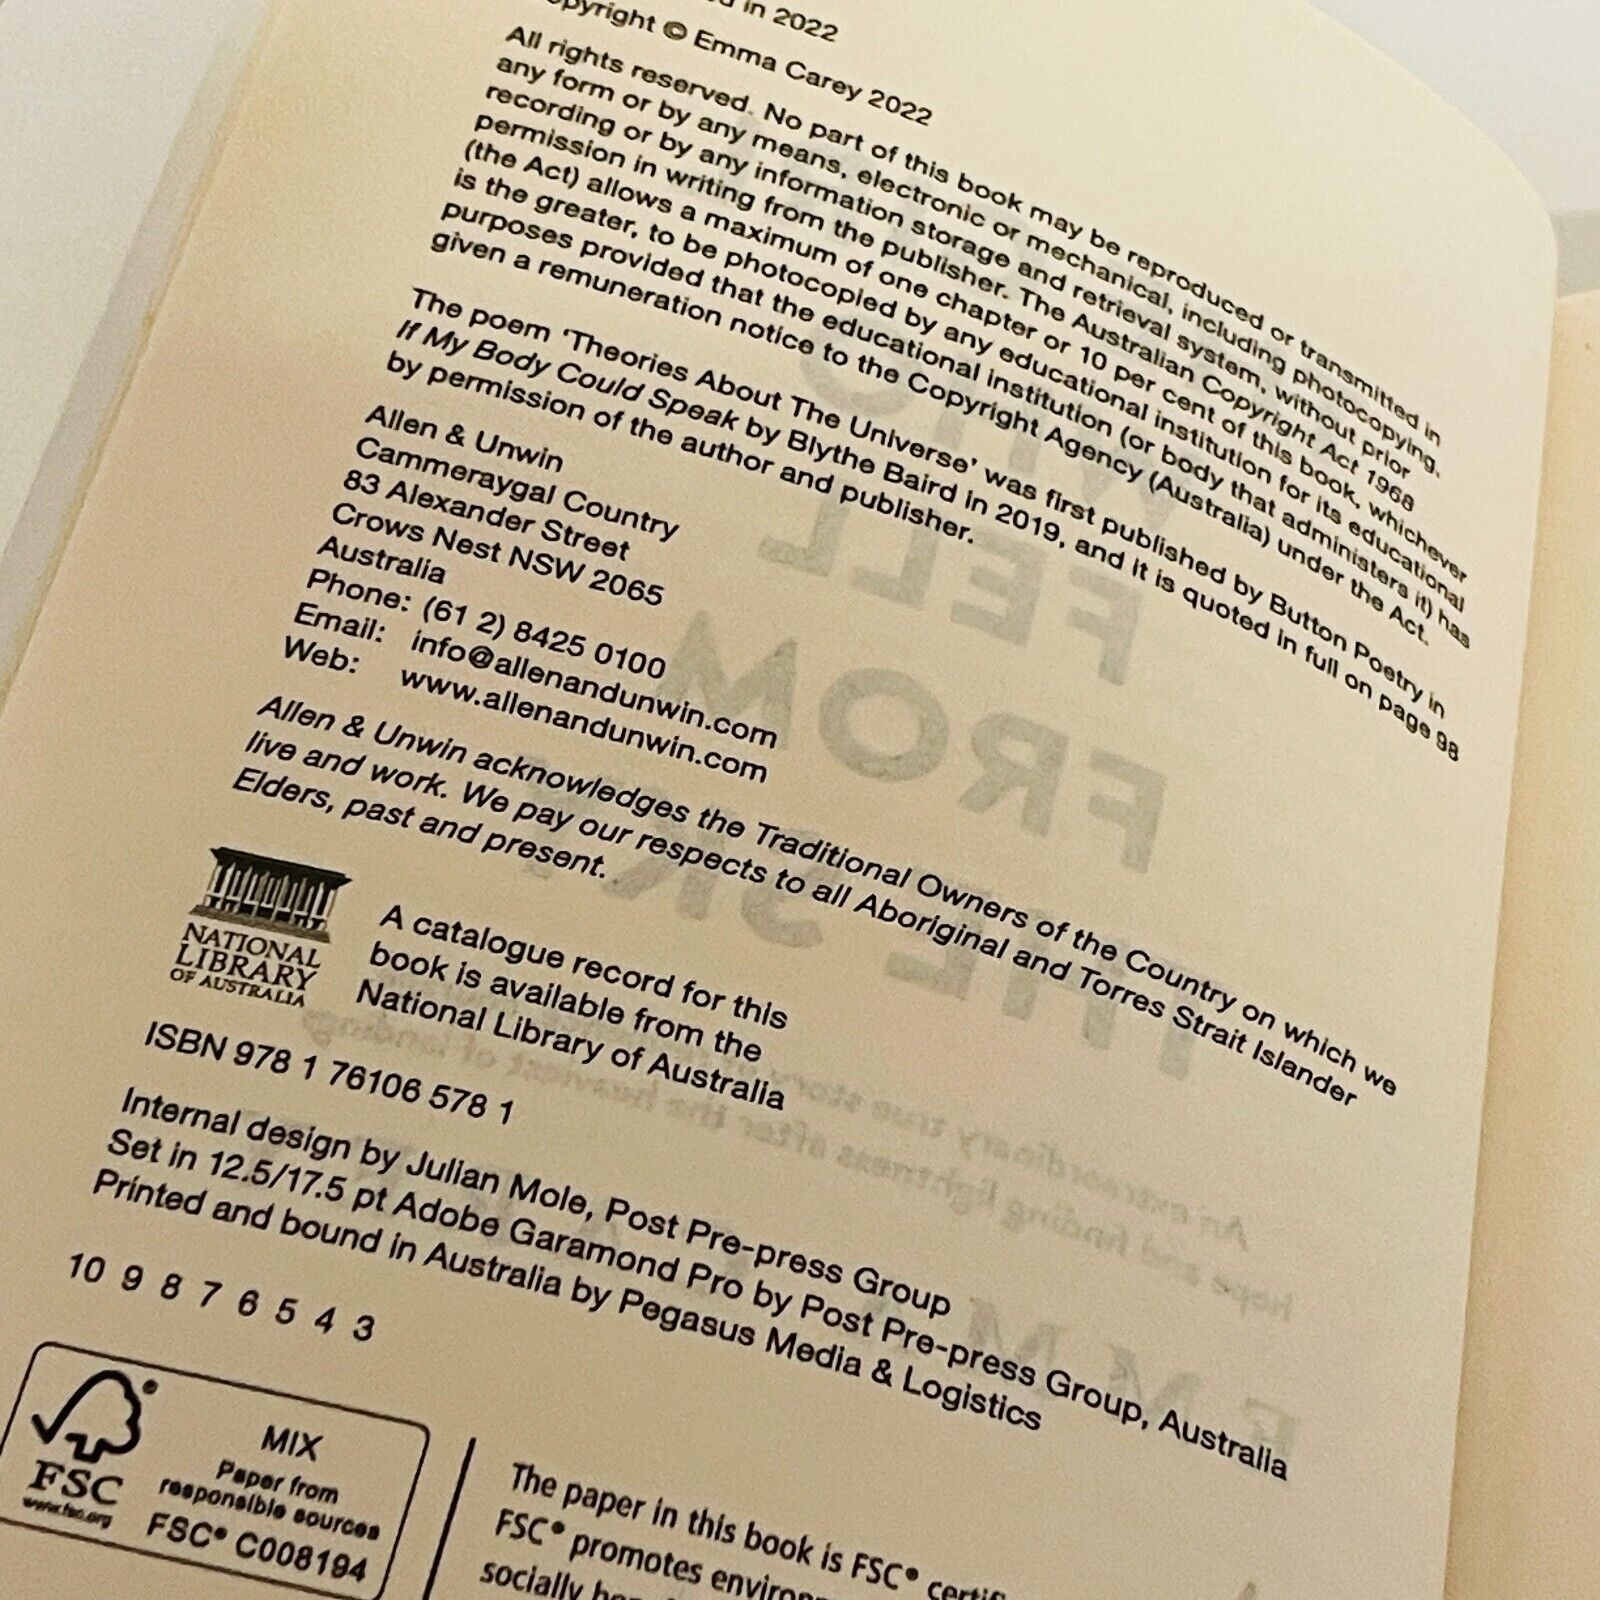 in 2022
Copyright © Emma Carey 2022
All rights reserved. No part of this book may be reproduced or transmitted in
any form or by any means, electronic or mechanical, including photocopying,
recording or by any information storage and retrieval system, without prior
permission in writing from the publisher. The Australian Copyright Act 1968
(the Act) allows a maximum of one chapter or 10 per cent of this book, whichever
is the greater, to be photocopied by any educational institution for its educational
purposes provided that the educational institution (or body that administers it) has
given a remuneration notice to the Copyright Agency (Australia) under the Act.
The poem ‘Theories About The Universe’ was first published by Button Poetry in
If My Body Could Speak by Blythe Baird in 2019, and it is quoted in full on page 98
by permission of the author and publisher.
Allen & Unwin
Cammeraygal Country
83 Alexander Street
Crows Nest NSW 2065
Australia
Phone: (61 2) 8425 0100
Email: info@allenandunwin.com
Web: www.allenandunwin.com
Allen & Unwin acknowledges the Traditional Owners of the Country on which we
live and work. We pay our respects to all Aboriginal and Torres Strait Islander
Elders, past and present.
NATIONAL
LIBRARY
OF AUSTRALIA
A catalogue record for this
book is available from the
National Library of Australia
ISBN 978 1 76106 578 1
Internal design by Julian Mole, Post Pre-press Group
Set in 12.5/17.5 pt Adobe Garamond Pro by Post Pre-press Group, Australia
Printed and bound in Australia by Pegasus Media & Logistics
10 9 8 7 6 5 4 3
FSC
www.fsc.org
MIX
Paper from
responsible sources
FSC® C008194
The paper in this book is FSC® certif
FSC® promotes environ
socially